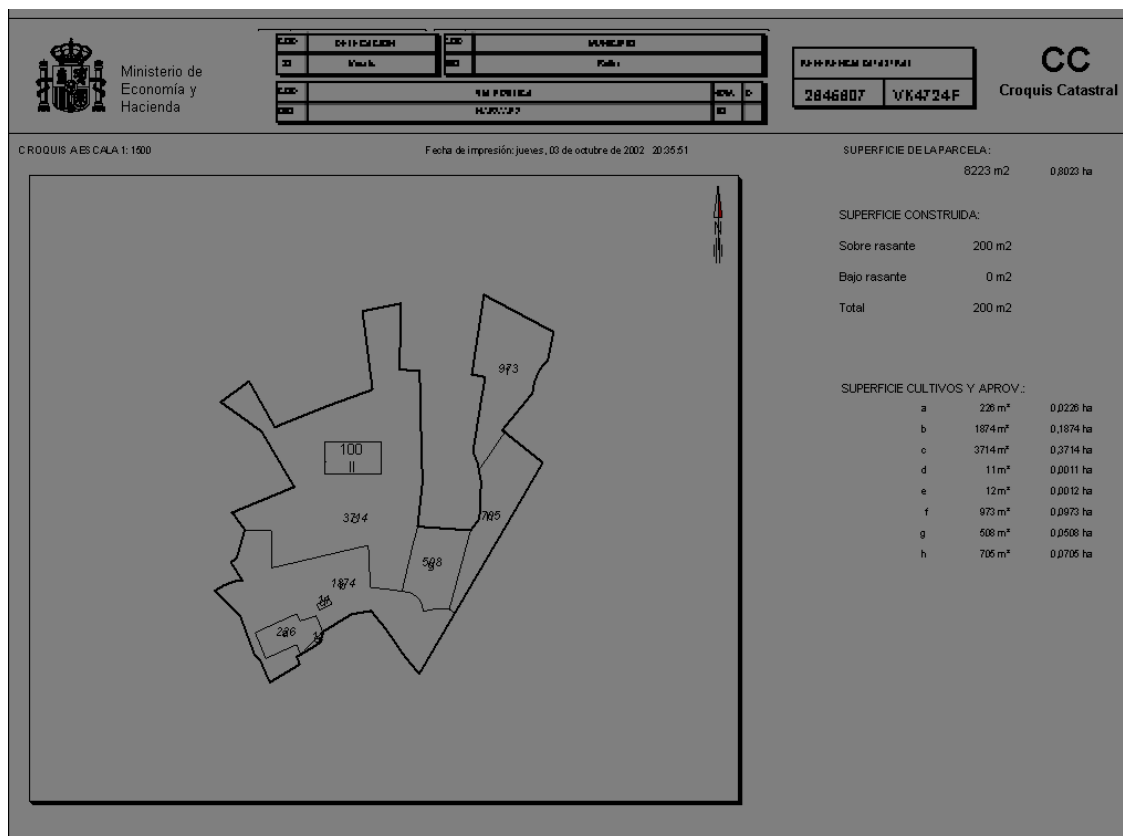 Ministerio de
Economía y
Hacienda
2846807 VK4724F
CC
Croquis Catastral
CROQUIS A ESCALA 1: 1500
Fecha de impresión: jueves, 03 de octubre de 2002 20:35:51
SUPERFICIE DE LA PARCELA:
8223 m2 0,8023 ha
SUPERFICIE CONSTRUIDA:
Sobre rasante 200 m2
Bajo rasante 0 m2
Total 200 m2
SUPERFICIE CULTIVOS Y APROV.:
a 226 m² 0,0226 ha
b 1874 m² 0,1874 ha
c 3714 m² 0,3714 ha
d 11 m² 0,0011 ha
e 12 m² 0,0012 ha
f 973 m² 0,0973 ha
g 508 m² 0,0508 ha
h 705 m² 0,0705 ha
N
973
100
II
3714
508
1874